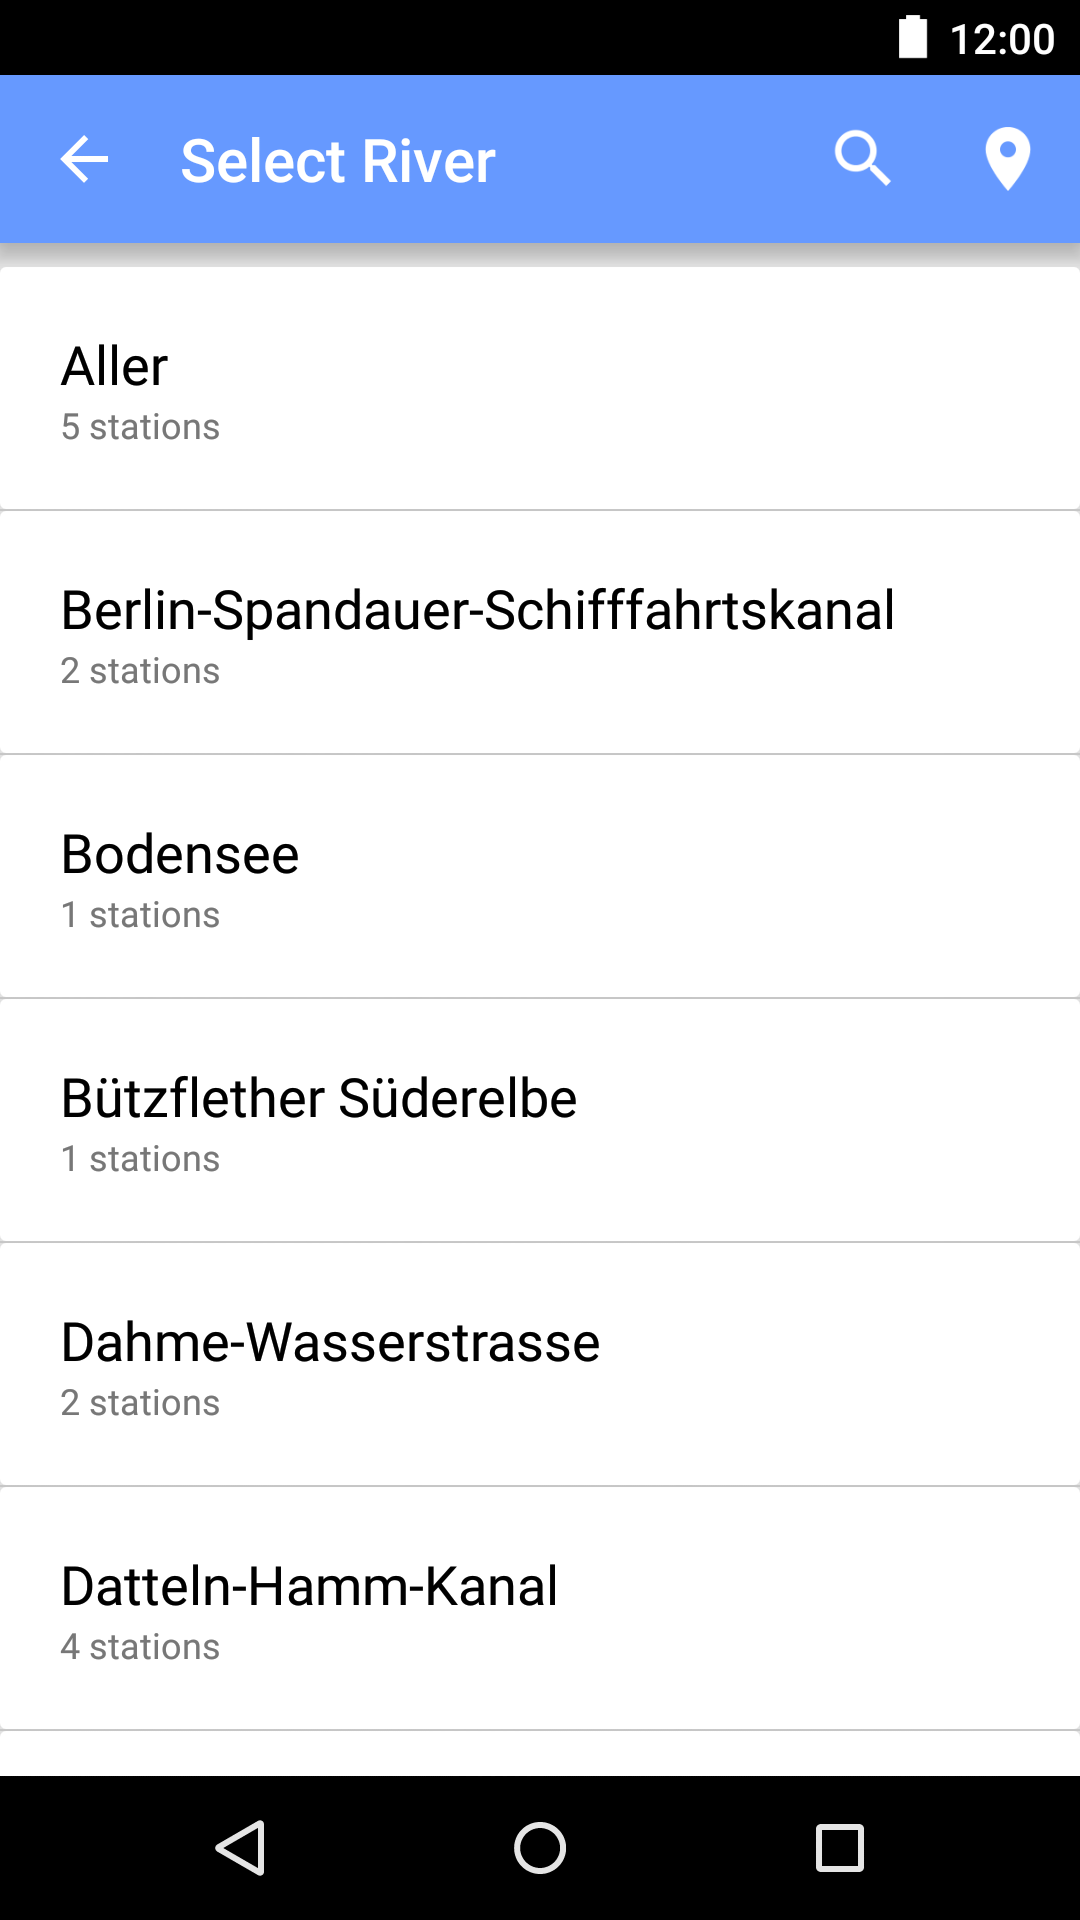 12:00
Select River
Aller
5 stations
Berlin-Spandauer-Schifffahrtskanal
2 stations
Bodensee
1 stations
Bützflether Süderelbe
1 stations
Dahme-Wasserstrasse
2 stations
Datteln-Hamm-Kanal
4 stations